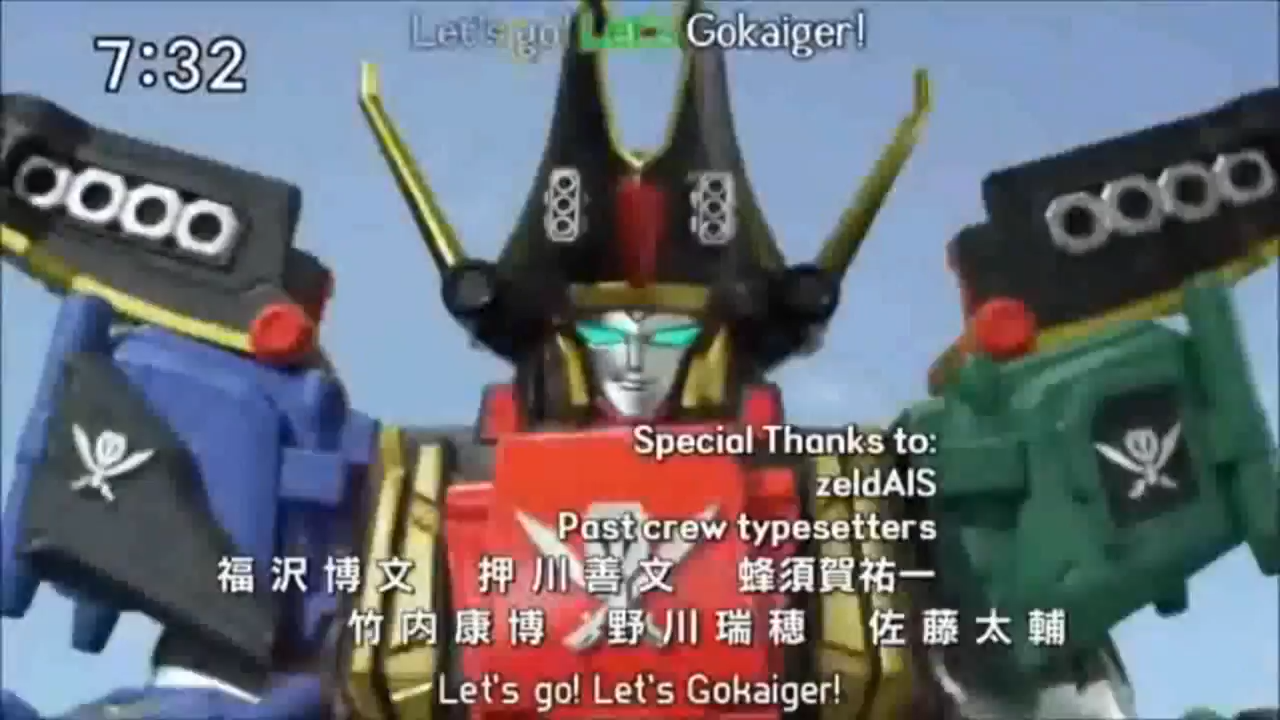 Let's go! Let's Gokaiger!
7:32
Special Thanks to:
zeldAIS
Past crew typesetters
福沢博文 押川善文 蜂須賀祐一
竹内康博 野川瑞穂 佐藤太輔
Let's go! Let's Gokaiger!